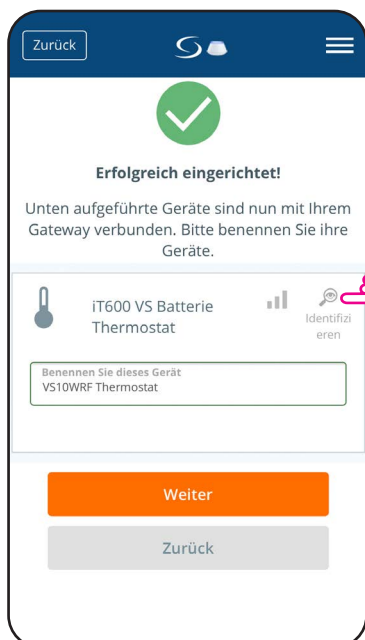 Zurück
Erfolgreich eingerichtet!
Unten aufgeführte Geräte sind nun mit Ihrem
Gateway verbunden. Bitte benennen Sie ihre
Geräte.
iT600 VS Batterie
Thermostat
Identifizi
eren
Benennen Sie dieses Gerät
VS10WRF Thermostat
Weiter
Zurück